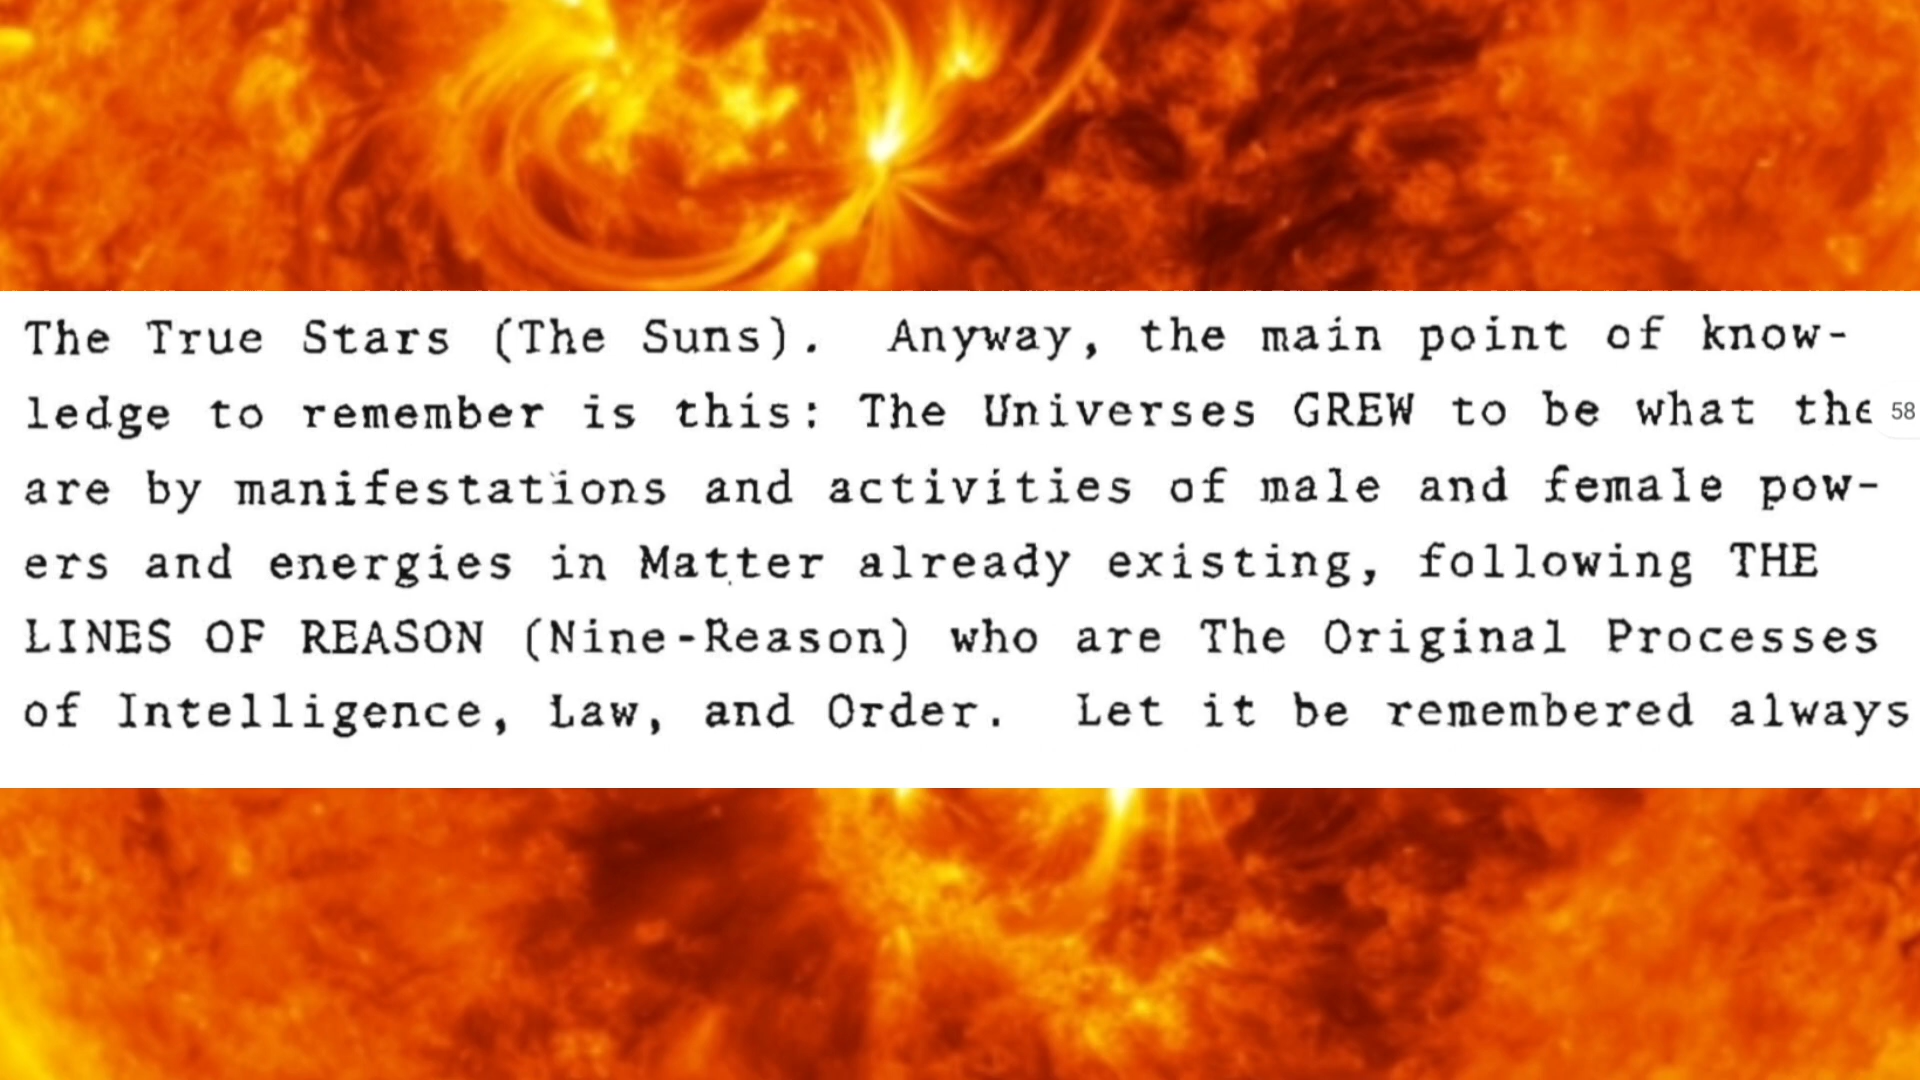 The True Stars (The Suns).  Anyway, the main point of know-
ledge to remember is this: The Universes GREW to be what the
58
are by manifestations and activities of male and female pow-
ers and energies in Matter already existing, following THE
LINES OF REASON (Nine-Reason) who are The Original Processes
of Intelligence, Law, and Order.  Let it be remembered always